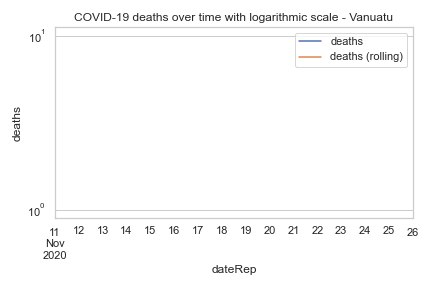 COVID-19 deaths over time with logarithmic scale - Vanuatu
10¹
deaths
deaths (rolling)
deaths
10⁰
11 12 13 14 15 16 17 18 19 20 21 22 23 24 25 26
Nov
2020
dateRep